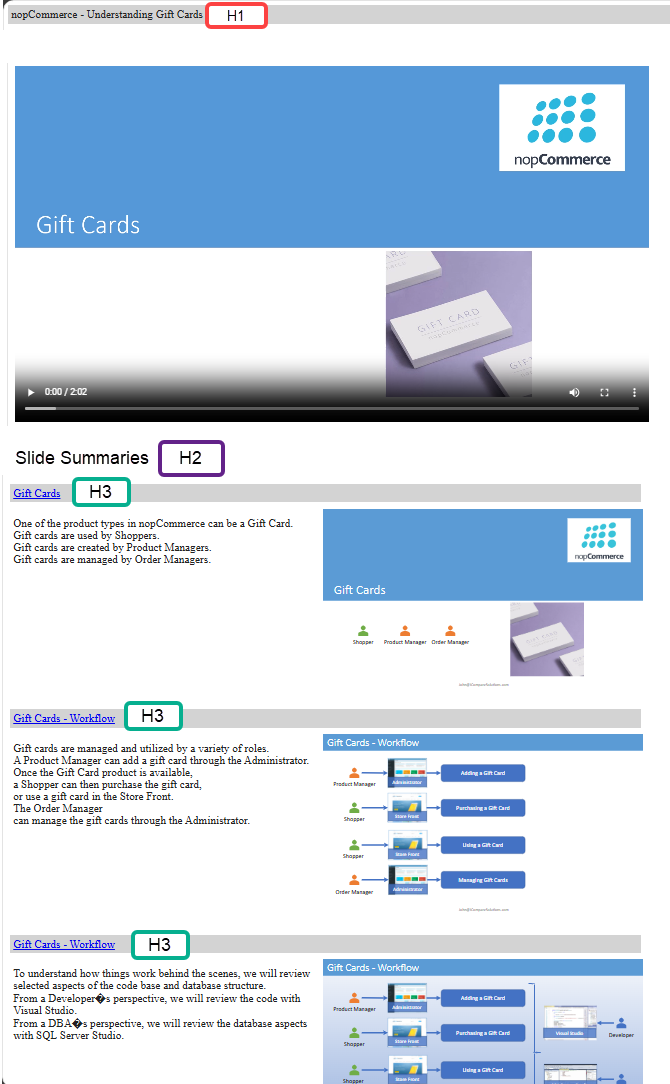 nopCommerce - Understanding Gift Cards H1
nopCommerce
Gift Cards
GIFT CARD
nopCommerce
0:00 / 2:02
Slide Summaries H2
Gift Cards H3
One of the product types in nopCommerce can be a Gift Card.
Gift cards are used by Shoppers.
Gift cards are created by Product Managers.
Gift cards are managed by Order Managers.
nopCommerce
Gift Cards
Shopper Product Manager Order Manager
GIFT CARD
Gift Cards - Workflow H3
Gift cards are managed and utilized by a variety of roles.
A Product Manager can add a gift card through the Administrator.
Once the Gift Card product is available,
a Shopper can then purchase the gift card,
or use a gift card in the Store Front.
The Order Manager
can manage the gift cards through the Administrator.
Gift Cards - Workflow
Product Manager Administrator Adding a Gift Card
Shopper Store Front Purchasing a Gift Card
Shopper Store Front Using a Gift Card
Order Manager Administrator Managing Gift Cards
Gift Cards - Workflow H3
To understand how things work behind the scenes, we will review
selected aspects of the code base and database structure.
From a Developer�s perspective, we will review the code with
Visual Studio.
From a DBA�s perspective, we will review the database aspects
with SQL Server Studio.
Gift Cards - Workflow
Product Manager Administrator Adding a Gift Card
Shopper Store Front Purchasing a Gift Card
Visual Studio Developer
Shopper Store Front Using a Gift Card